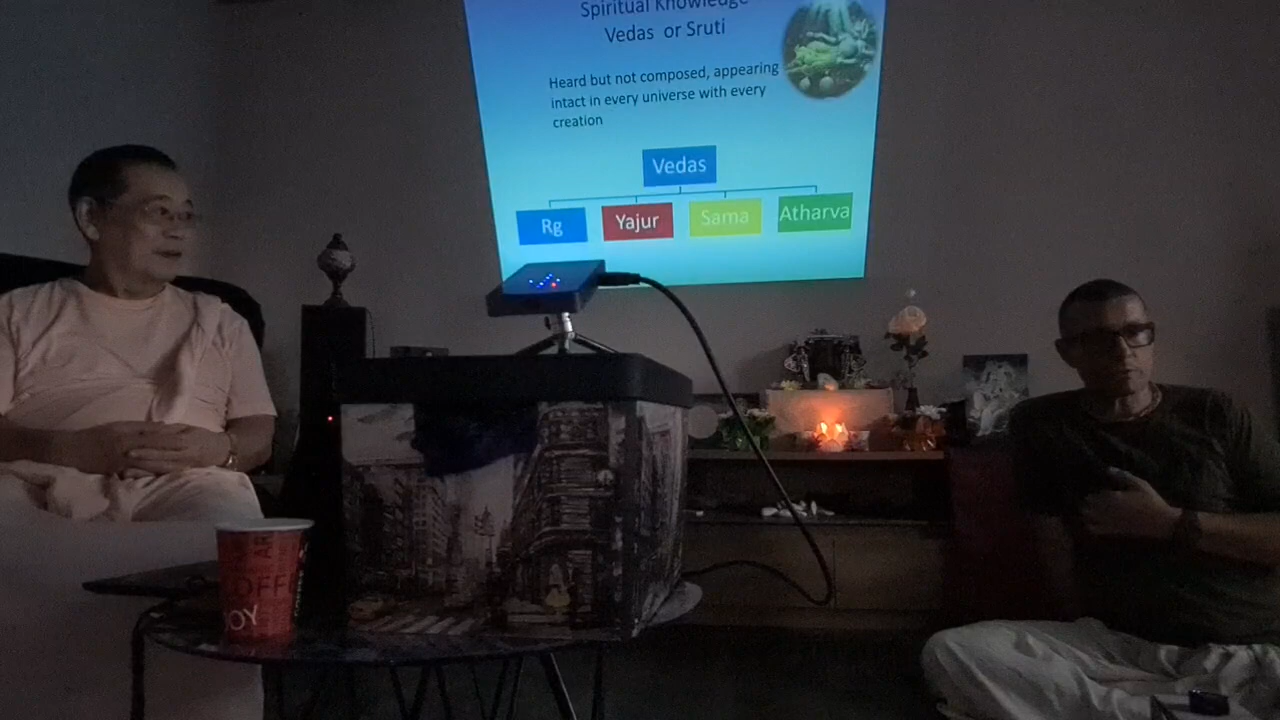 Spiritual Knowledge
Vedas or Sruti
Heard but not composed, appearing
intact in every universe with every
creation
Vedas
Rg
Yajur
Sama
Atharva
COFF
JOY